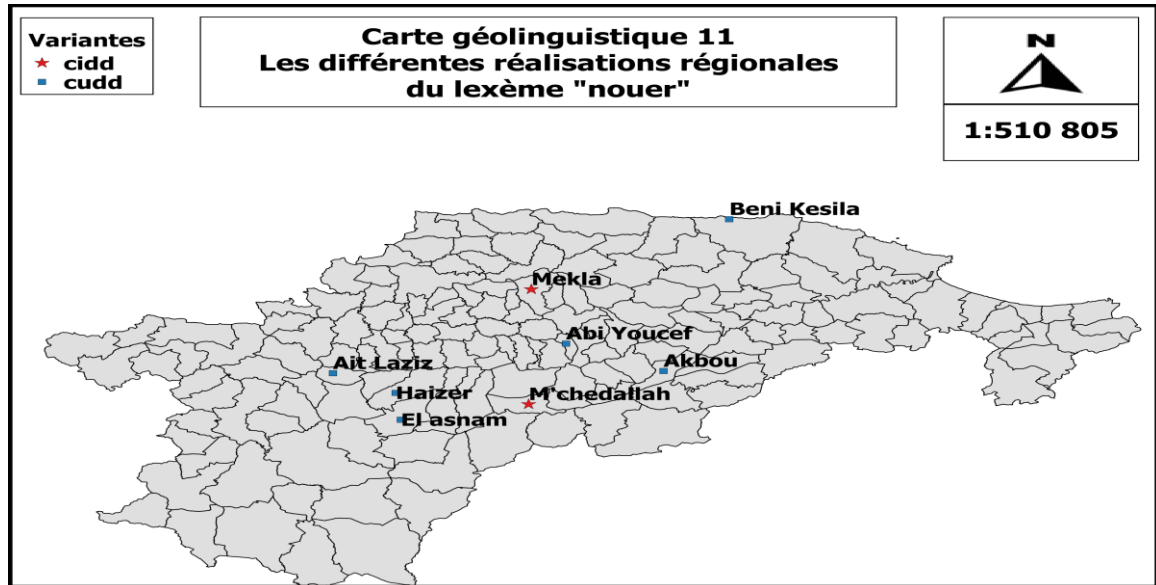 Variantes
cidd
cudd
Carte géolinguistique 11
Les différentes réalisations régionales
du lexème "nouer"
N
1:510 805
Beni Kesila
Mekla
Abi Youcef
Ait Laziz
Akbou
Haizer
M'chedallah
El asnam